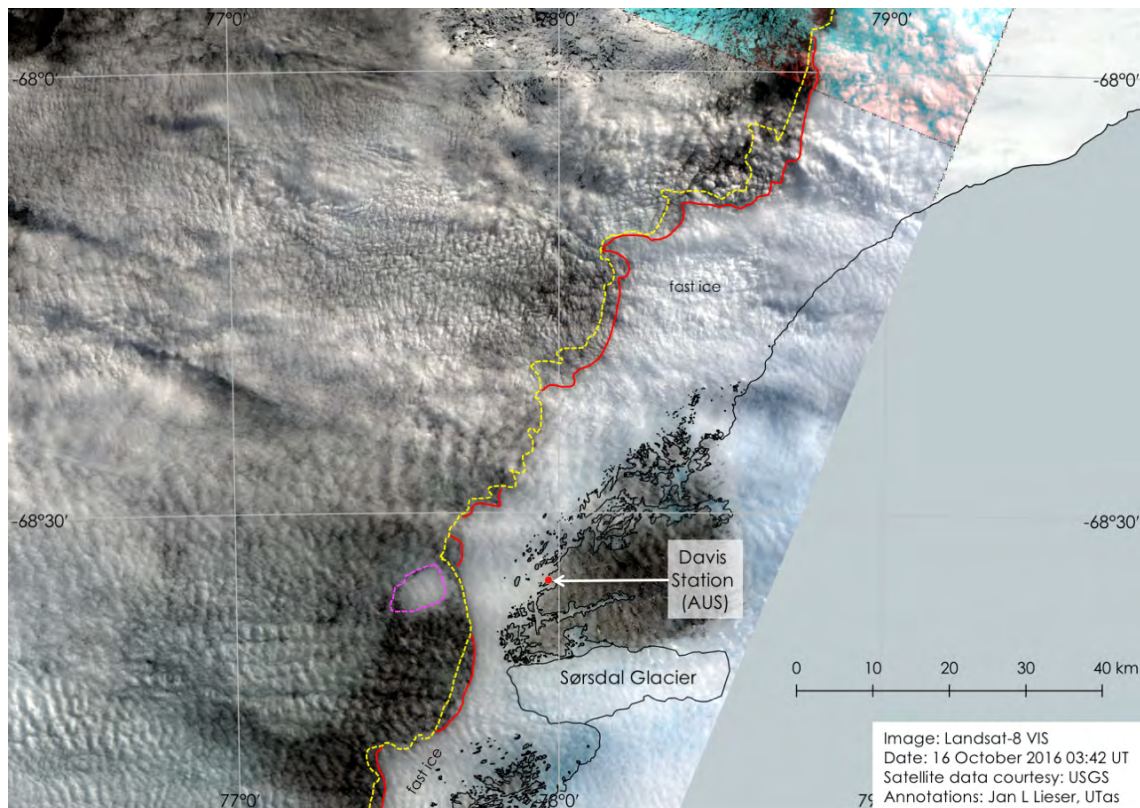 77°0'
78°0'
79°0'
-68°0'
-68°0'
fast ice
-68°30'
-68°30'
Davis
Station
(AUS)
Sørsdal Glacier
0 10 20 30 40 km
fast ice
77°0'
78°0'
79
Image: Landsat-8 VIS
Date: 16 October 2016 03:42 UT
Satellite data courtesy: USGS
Annotations: Jan L Lieser, UTas